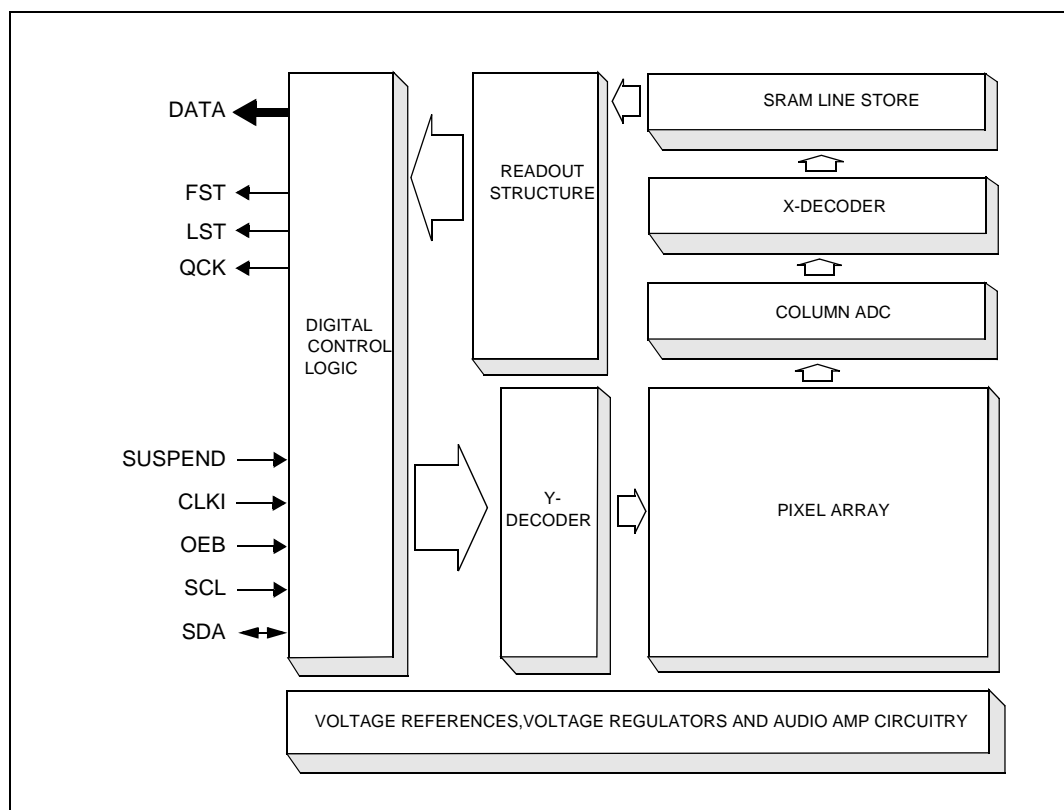 DATA
FST
LST
QCK
SUSPEND
CLKI
OEB
SCL
SDA
DIGITAL
CONTROL
LOGIC
READOUT
STRUCTURE
Y-
DECODER
SRAM LINE STORE
X-DECODER
COLUMN ADC
PIXEL ARRAY
VOLTAGE REFERENCES,VOLTAGE REGULATORS AND AUDIO AMP CIRCUITRY